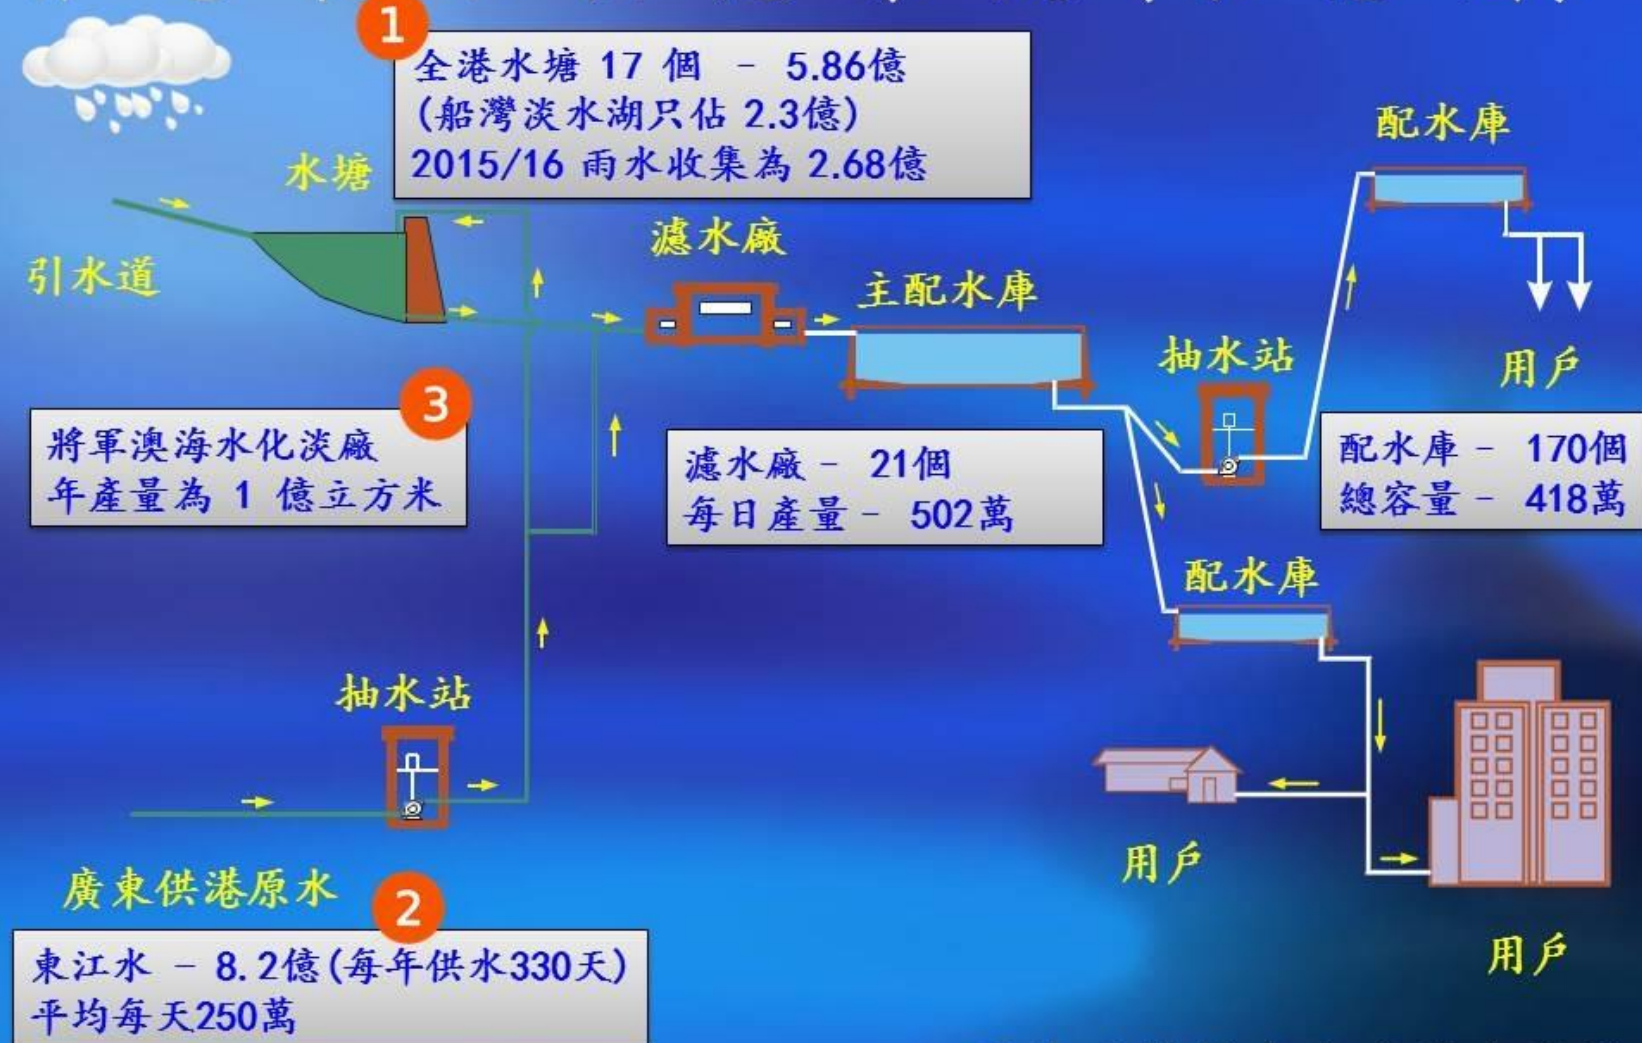 1
全港水塘 17 個 - 5.86億
(船灣淡水湖只佔 2.3億)
2015/16 雨水收集為 2.68億
配水庫
水塘
濾水廠
引水道
主配水庫
抽水站
用戶
3
將軍澳海水化淡廠
年產量為 1 億立方米
濾水廠 - 21個
每日產量 - 502萬
配水庫 - 170個
總容量 - 418萬
配水庫
抽水站
用戶
廣東供港原水
2
用戶
東江水 - 8.2億(每年供水330天)
平均每天250萬